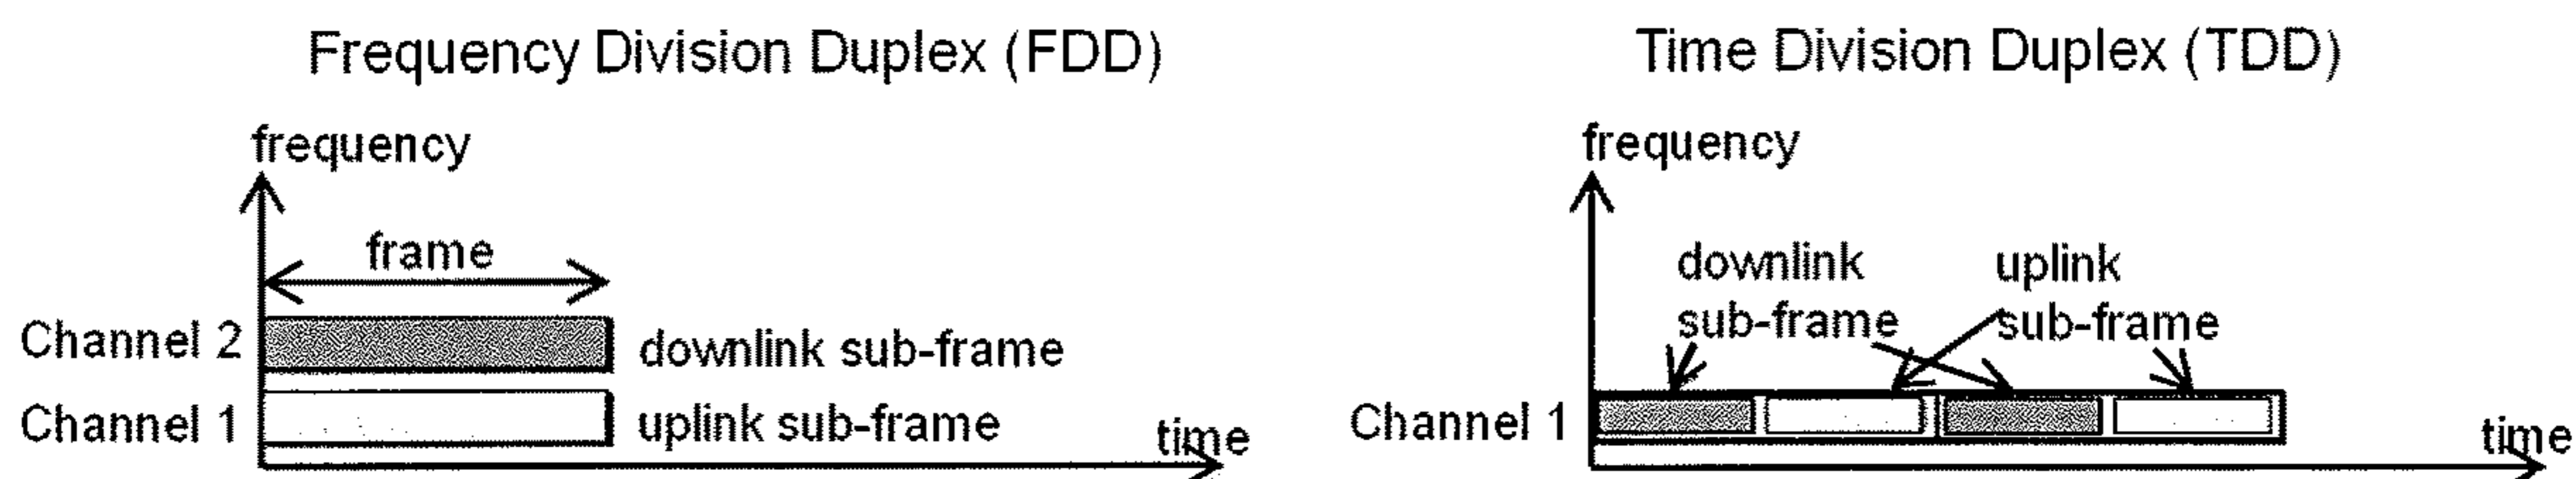 Frequency Division Duplex (FDD)
frequency
frame
Channel 2
downlink sub-frame
Channel 1
uplink sub-frame
time
Time Division Duplex (TDD)
frequency
downlink
sub-frame
uplink
sub-frame
Channel 1
time